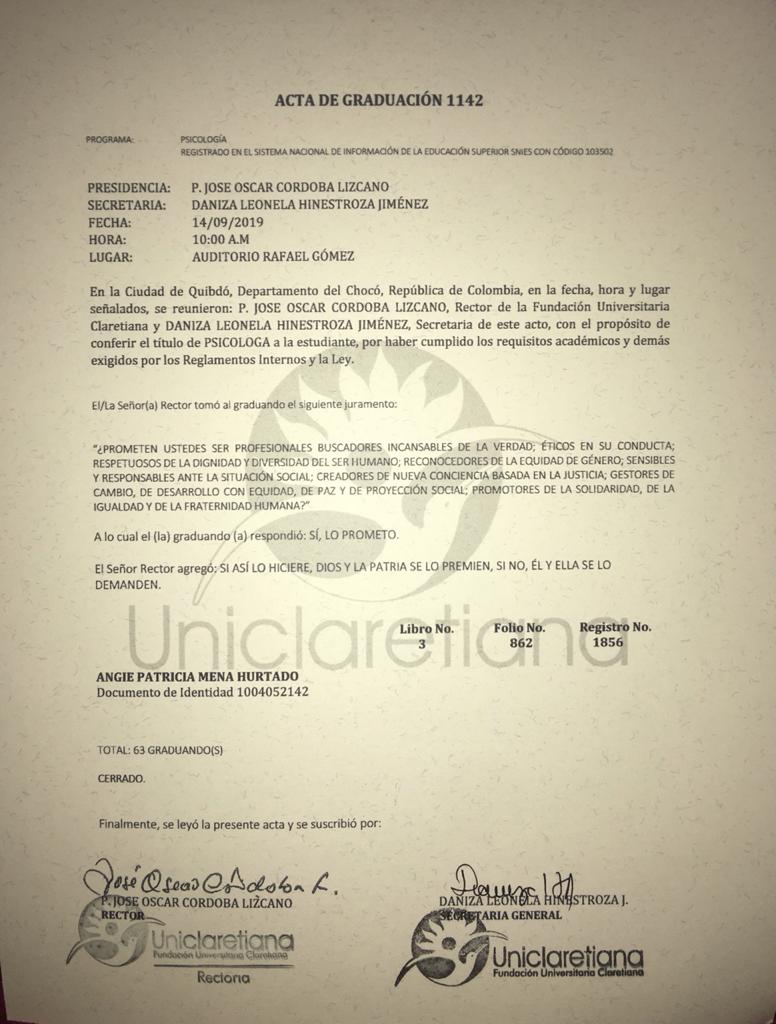 ACTA DE GRADUACIÓN 1142
PROGRAMA: PSICOLOGÍA
REGISTRADO EN EL SISTEMA NACIONAL DE INFORMACIÓN DE LA EDUCACIÓN SUPERIOR SNIES CON CÓDIGO 103502
PRESIDENCIA: P. JOSE OSCAR CORDOBA LIZCANO
SECRETARIA: DANIZA LEONELA HINESTROZA JIMÉNEZ
FECHA: 14/09/2019
HORA: 10:00 A.M
LUGAR: AUDITORIO RAFAEL GÓMEZ
En la Ciudad de Quibdó, Departamento del Chocó, República de Colombia, en la fecha, hora y lugar
señalados, se reunieron: P. JOSE OSCAR CORDOBA LIZCANO, Rector de la Fundación Universitaria
Claretiana y DANIZA LEONELA HINESTROZA JIMÉNEZ, Secretaria de este acto, con el propósito de
conferir el título de PSICOLOGA a la estudiante, por haber cumplido los requisitos académicos y demás
exigidos por los Reglamentos Internos y la Ley.
El/La Señor(a) Rector tomó al graduando el siguiente juramento:
"¿PROMETEN USTEDES SER PROFESIONALES BUSCADORES INCANSABLES DE LA VERDAD; ÉTICOS EN SU CONDUCTA;
RESPETUOSOS DE LA DIGNIDAD Y DIVERSIDAD DEL SER HUMANO; RECONOCEDORES DE LA EQUIDAD DE GÉNERO; SENSIBLES
Y RESPONSABLES ANTE LA SITUACIÓN SOCIAL; CREADORES DE NUEVA CONCIENCIA BASADA EN LA JUSTICIA; GESTORES DE
CAMBIO, DE DESARROLLO CON EQUIDAD, DE PAZ Y DE PROYECCIÓN SOCIAL; PROMOTORES DE LA SOLIDARIDAD, DE LA
IGUALDAD Y DE LA FRATERNIDAD HUMANA?"
A lo cual el (la) graduando (a) respondió: SÍ, LO PROMETO.
El Señor Rector agregó: SI ASÍ LO HICIERE, DIOS Y LA PATRIA SE LO PREMIEN, SI NO, ÉL Y ELLA SE LO
DEMANDEN.
Uniclaretiana
Libro No. Folio No. Registro No.
3 862 1856
ANGIE PATRICIA MENA HURTADO
Documento de Identidad 1004052142
TOTAL: 63 GRADUANDO(S)
CERRADO.
Finalmente, se leyó la presente acta y se suscribió por:
José Oscar Córdoba L.
P. JOSE OSCAR CORDOBA LIZCANO
RECTOR
Uniclaretiana
Fundación Universitaria Claretiana
Rectoria
DANIZA LEONELA HINESTROZA J.
SECRETARIA GENERAL
Uniclaretiana
Fundación Universitaria Claretiana